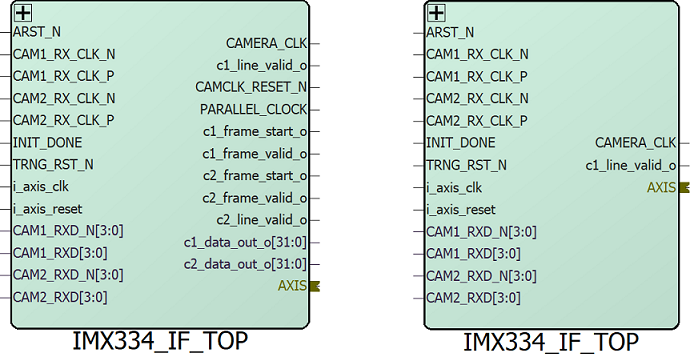 ARST_N
CAM1_RX_CLK_N
CAM1_RX_CLK_P
CAM2_RX_CLK_N
CAM2_RX_CLK_P
INIT_DONE
TRNG_RST_N
i_axis_clk
i_axis_reset
CAM1_RXD_N[3:0]
CAM1_RXD[3:0]
CAM2_RXD_N[3:0]
CAM2_RXD[3:0]
CAMERA_CLK
c1_line_valid_o
CAMCLK_RESET_N
PARALLEL_CLOCK
c1_frame_start_o
c1_frame_valid_o
c2_frame_start_o
c2_frame_valid_o
c2_line_valid_o
c1_data_out_o[31:0]
c2_data_out_o[31:0]
AXIS
IMX334_IF_TOP
ARST_N
CAM1_RX_CLK_N
CAM1_RX_CLK_P
CAM2_RX_CLK_N
CAM2_RX_CLK_P
INIT_DONE
TRNG_RST_N
i_axis_clk
i_axis_reset
CAM1_RXD_N[3:0]
CAM1_RXD[3:0]
CAM2_RXD_N[3:0]
CAM2_RXD[3:0]
CAMERA_CLK
c1_line_valid_o
AXIS
IMX334_IF_TOP